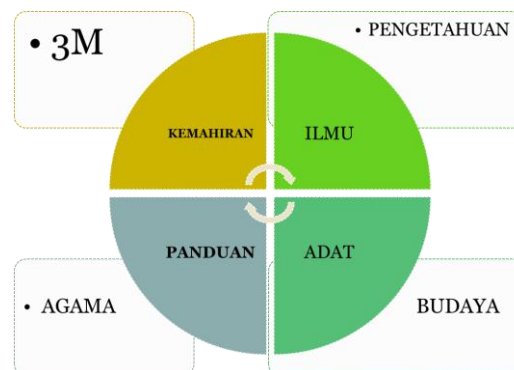 • 3M
• PENGETAHUAN
KEMAHIRAN
ILMU
PANDUAN
ADAT
• AGAMA
BUDAYA